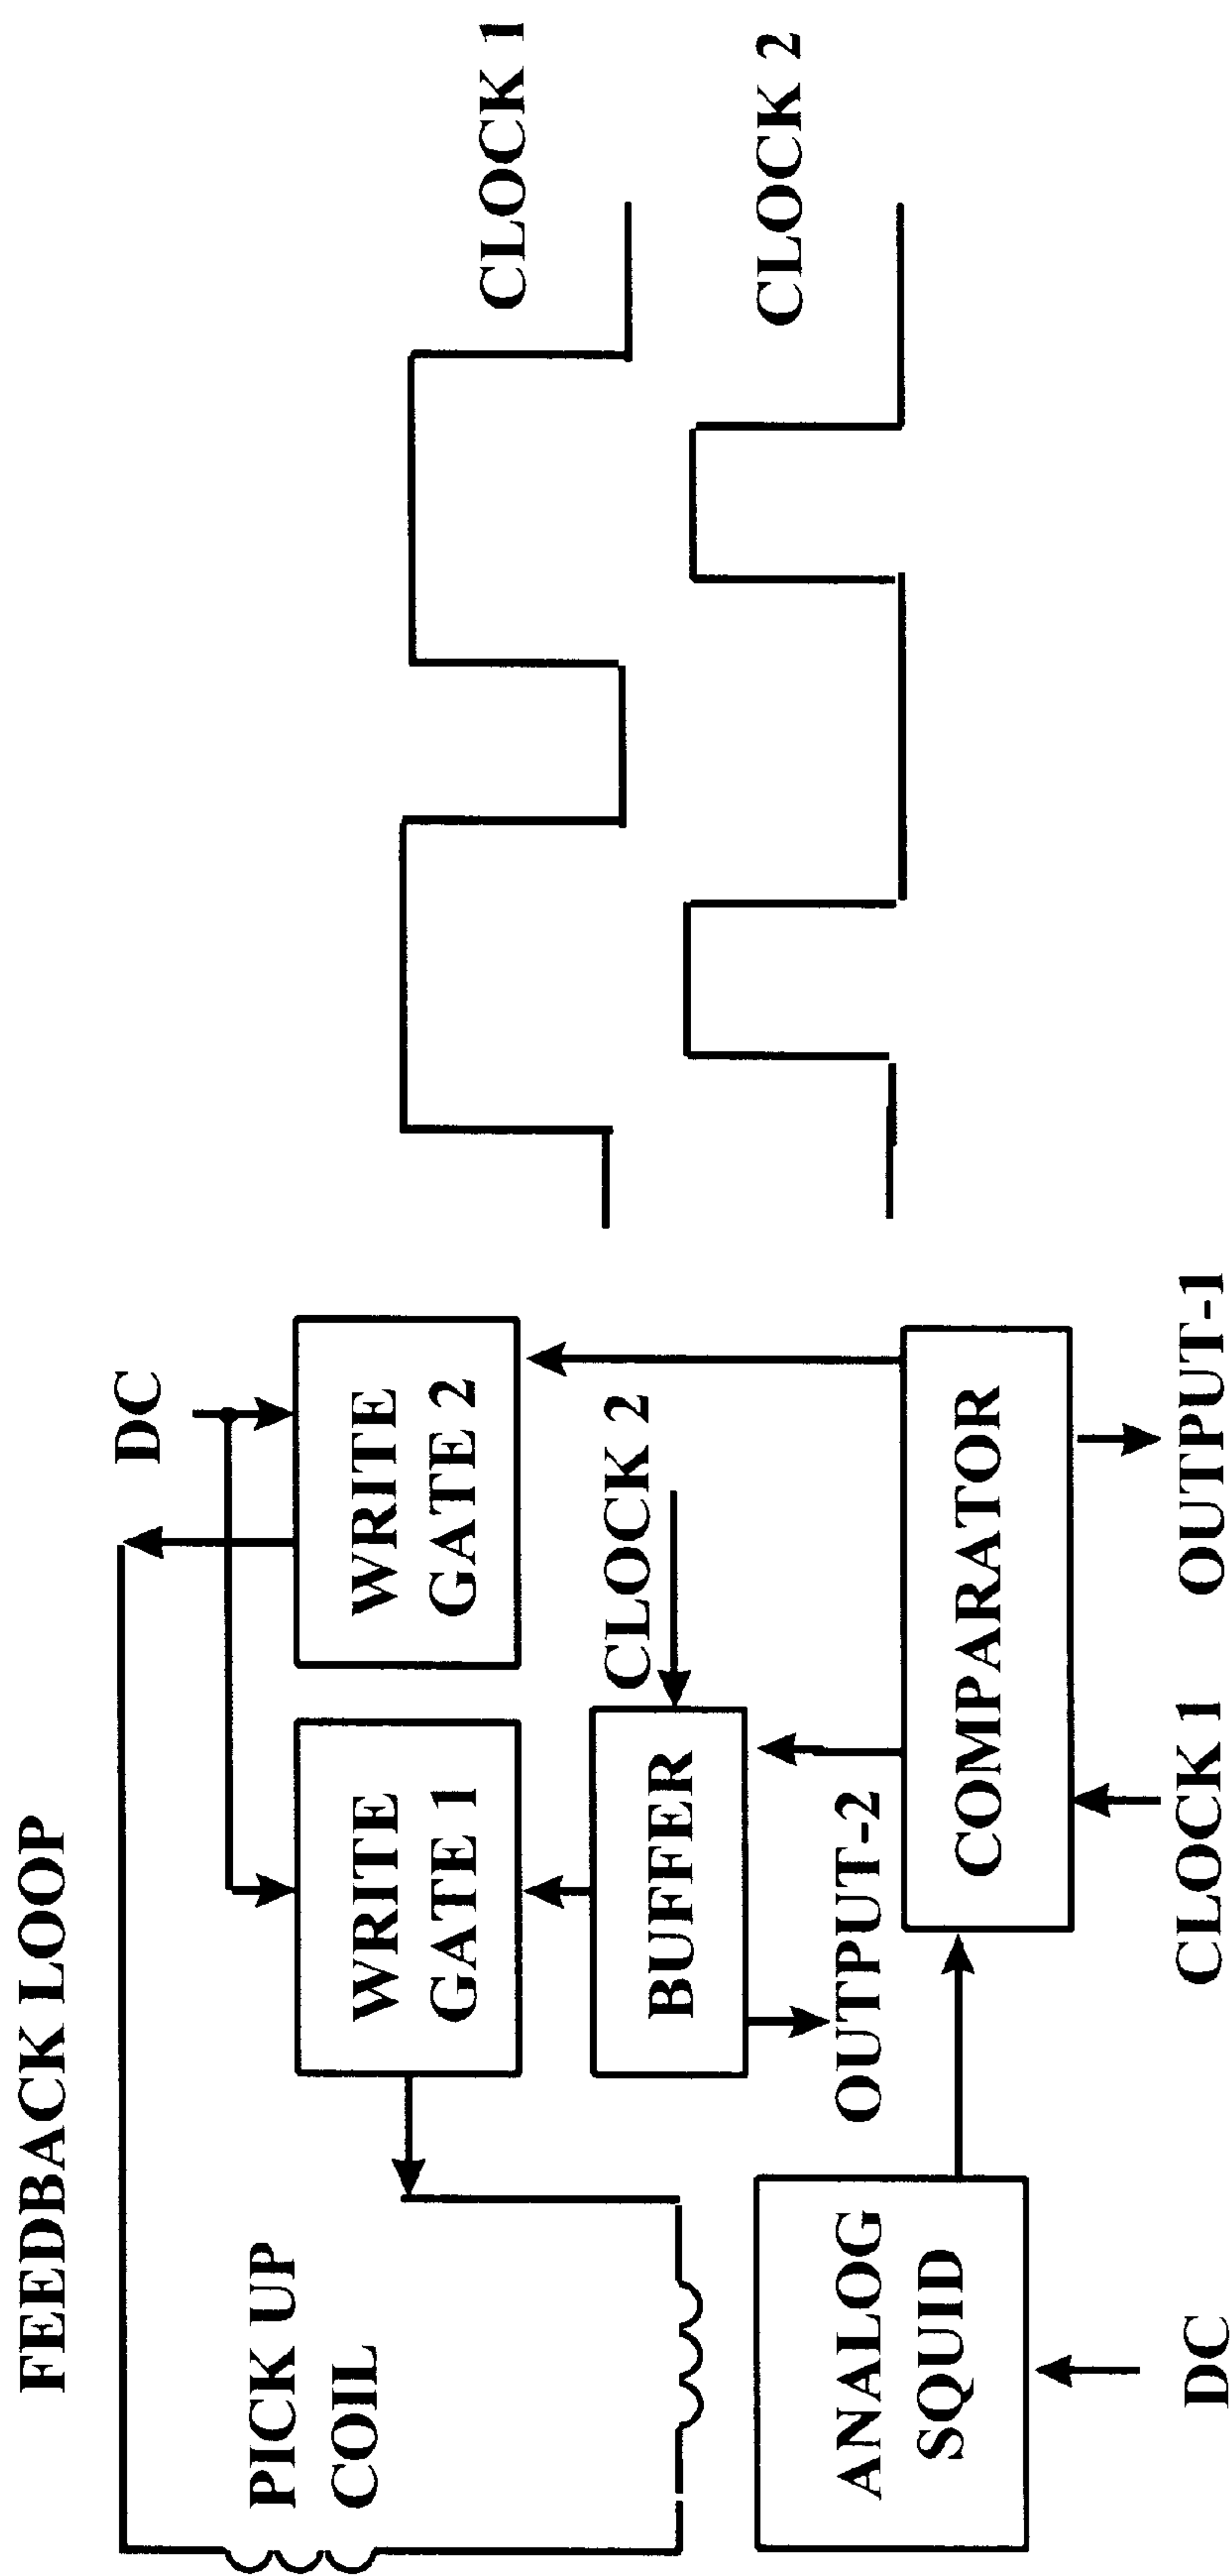 FEEDBACK LOOP
DC
PICK UP
COIL
WRITE
GATE 1
WRITE
GATE 2
CLOCK 2
BUFFER
OUTPUT-2
ANALOG
SQUID
COMPARATOR
DC
CLOCK 1
OUTPUT-1
CLOCK 1
CLOCK 2